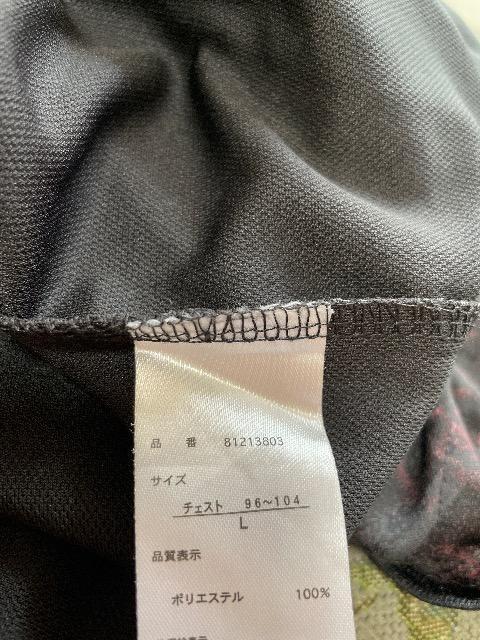 品 番 81213803
サイズ
チェスト 96~104
L
品質表示
ポリエステル 100%